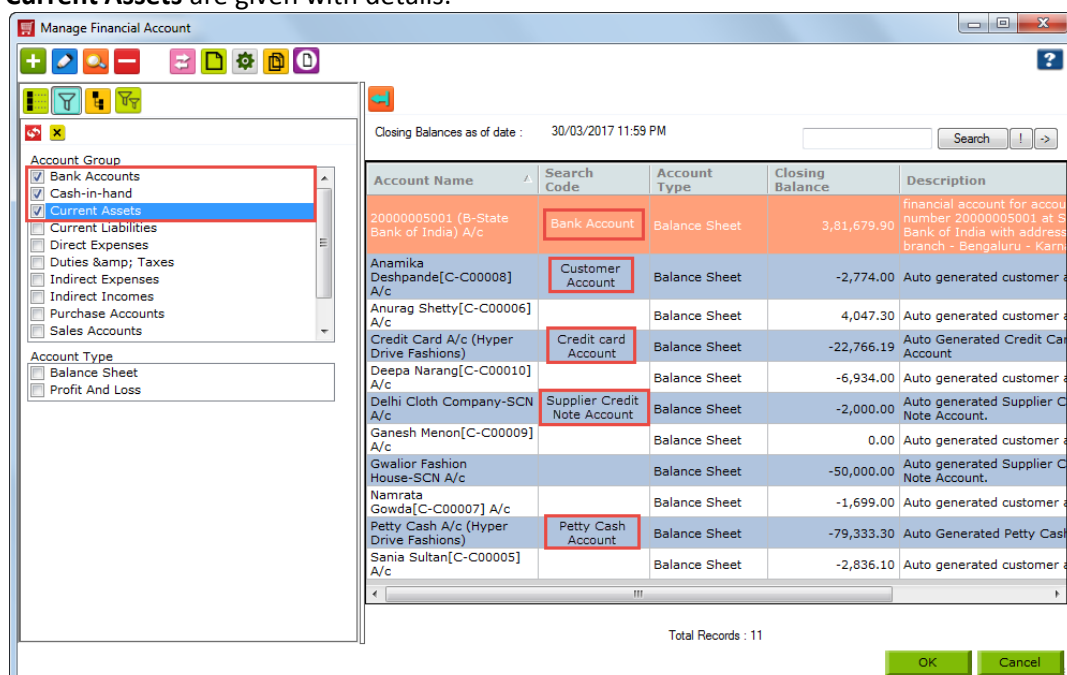 Current Assets are given with details.
Manage Financial Account
Closing Balances as of date :
30/03/2017 11:59 PM
Search
!
->
Account Group
Bank Accounts
Cash-in-hand
Current Assets
Current Liabilities
Direct Expenses
Duties &amp; Taxes
Indirect Expenses
Indirect Incomes
Purchase Accounts
Sales Accounts
Account Type
Balance Sheet
Profit And Loss
Account Name
Search
Code
Account
Type
Closing
Balance
Description
20000005001 (B-State
Bank of India) A/c
Bank Account
Balance Sheet
3,81,679.90
financial account for accou
number 20000005001 at S
Bank of India with address
branch - Bengaluru - Karna
Anamika
Deshpande[C-C00008]
A/c
Customer
Account
Balance Sheet
-2,774.00
Auto generated customer a
Anurag Shetty[C-C00006]
A/c
Balance Sheet
4,047.30
Auto generated customer a
Credit Card A/c (Hyper
Drive Fashions)
Credit card
Account
Balance Sheet
-22,766.19
Auto Generated Credit Car
Account
Deepa Narang[C-C00010]
A/c
Balance Sheet
-6,934.00
Auto generated customer a
Delhi Cloth Company-SCN
A/c
Supplier Credit
Note Account
Balance Sheet
-2,000.00
Auto generated Supplier C
Note Account.
Ganesh Menon[C-C00009]
A/c
Balance Sheet
0.00
Auto generated customer a
Gwalior Fashion
House-SCN A/c
Balance Sheet
-50,000.00
Auto generated Supplier C
Note Account.
Namrata
Gowda[C-C00007] A/c
Balance Sheet
-1,699.00
Auto generated customer a
Petty Cash A/c (Hyper
Drive Fashions)
Petty Cash
Account
Balance Sheet
-79,333.30
Auto Generated Petty Cash
Sania Sultan[C-C00005]
A/c
Balance Sheet
-2,836.10
Auto generated customer a
Total Records : 11
OK
Cancel